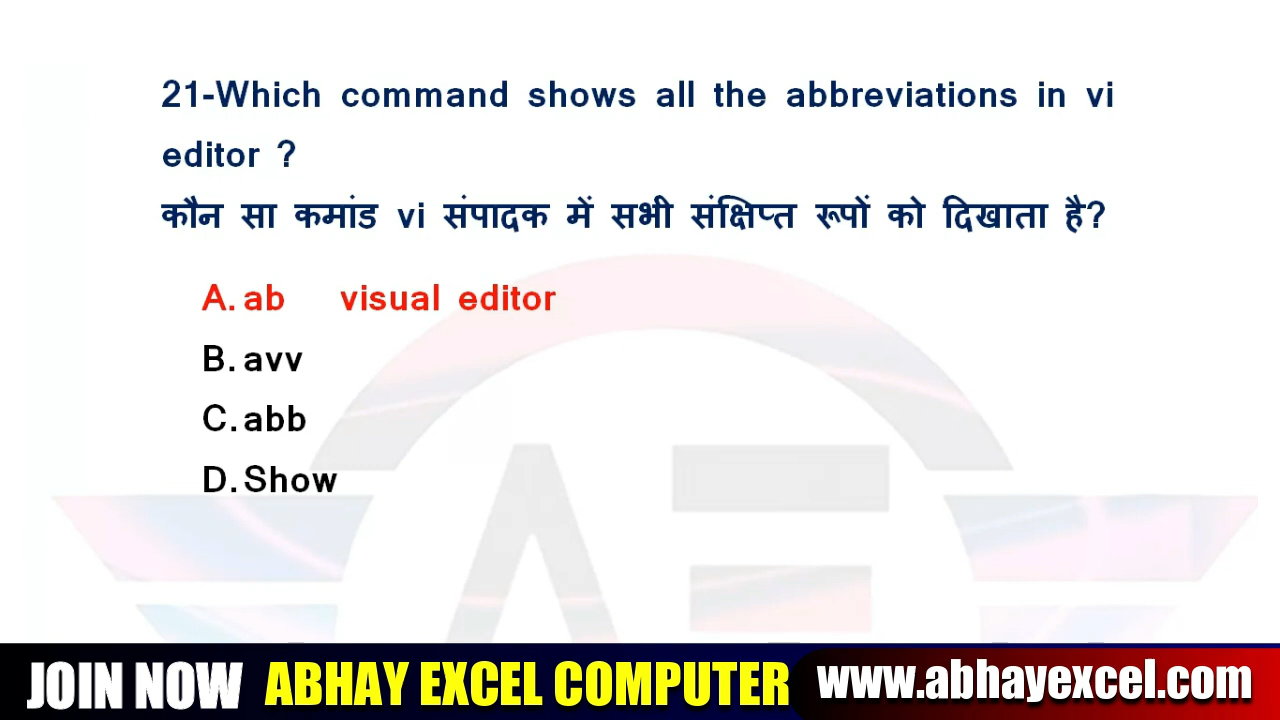 21-Which command shows all the abbreviations in vi
editor ?
कौन सा कमांड vi संपादक में सभी संक्षिप्त रूपों को दिखाता है?
A. ab visual editor
B. avv
C. abb
D. Show
JOIN NOW ABHAY EXCEL COMPUTER www.abhayexcel.com